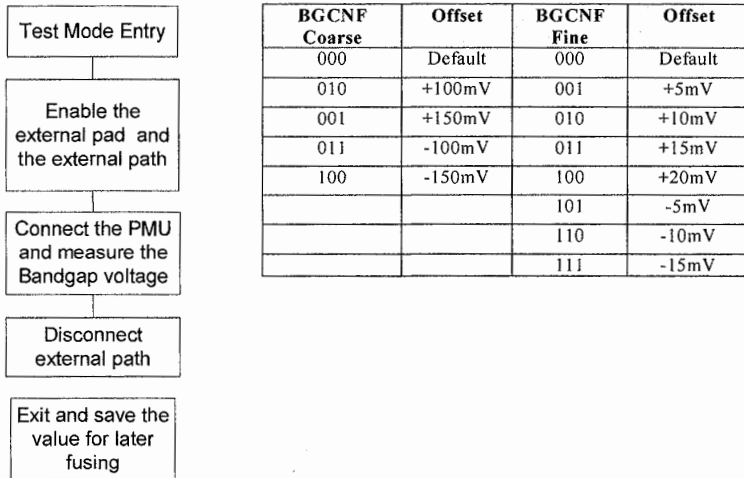 Test Mode Entry
Enable the
external pad and
the external path
Connect the PMU
and measure the
Bandgap voltage
Disconnect
external path
Exit and save the
value for later
fusing
BGCNF Coarse Offset BGCNF Fine Offset
000 Default 000 Default
010 +100mV 001 +5mV
001 +150mV 010 +10mV
011 -100mV 011 +15mV
100 -150mV 100 +20mV
101 -5mV
110 -10mV
111 -15mV